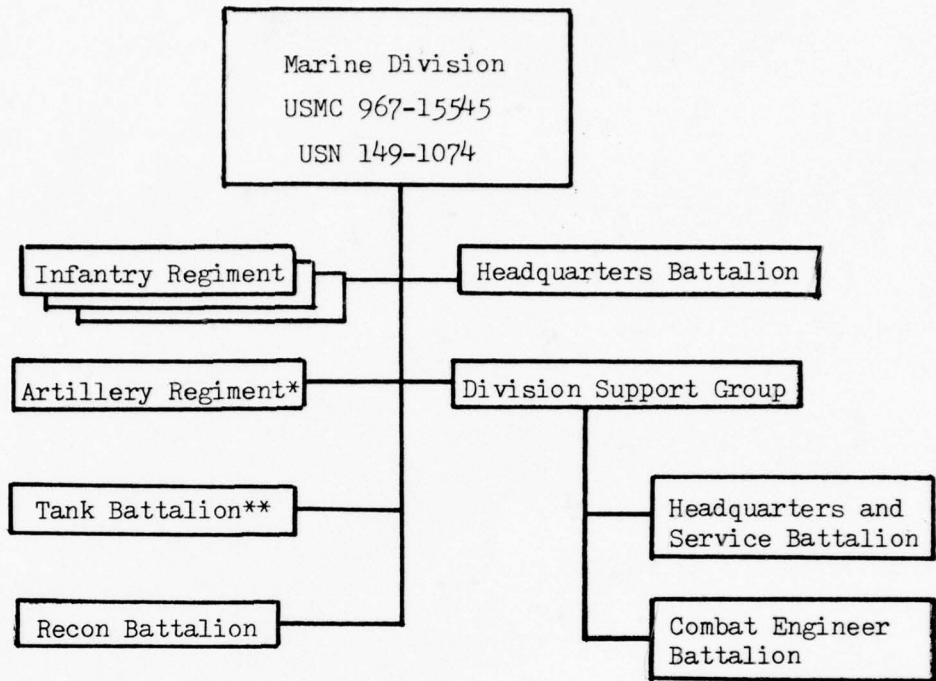 Marine Division
USMC 967-15545
USN 149-1074
Infantry Regiment
Headquarters Battalion
Artillery Regiment*
Division Support Group
Tank Battalion**
Headquarters and
Service Battalion
Recon Battalion
Combat Engineer
Battalion